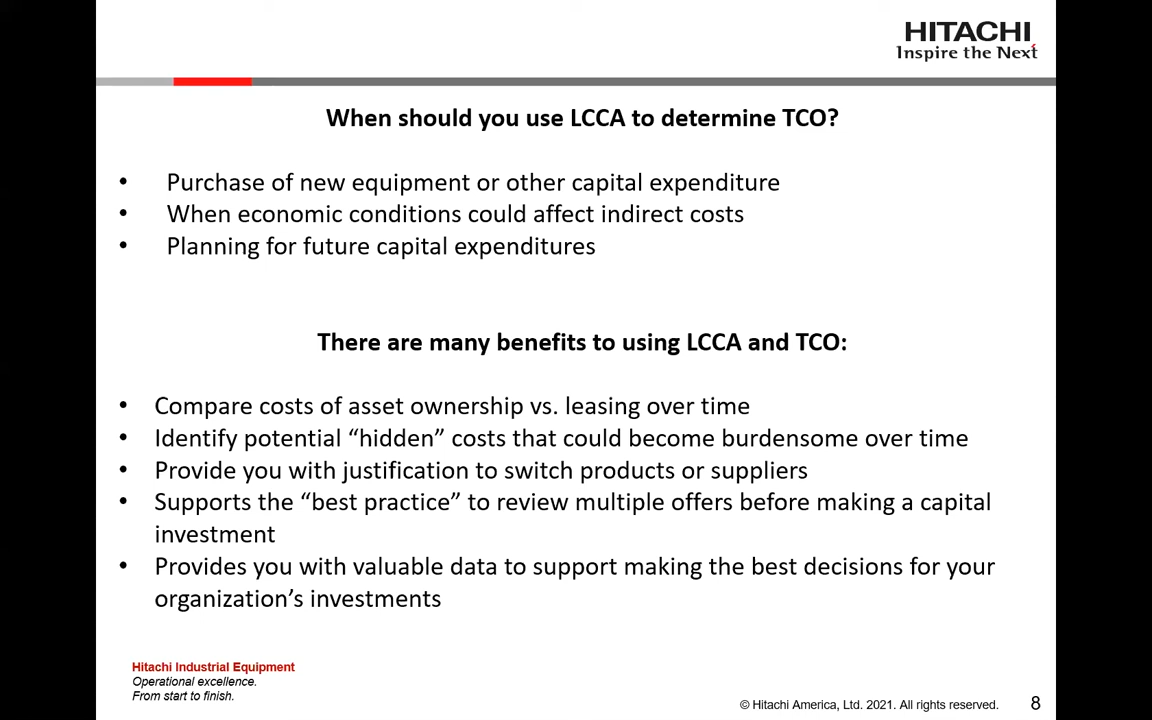 HITACHI
Inspire the Next
When should you use LCCA to determine TCO?
• Purchase of new equipment or other capital expenditure
• When economic conditions could affect indirect costs
• Planning for future capital expenditures
There are many benefits to using LCCA and TCO:
• Compare costs of asset ownership vs. leasing over time
• Identify potential “hidden” costs that could become burdensome over time
• Provide you with justification to switch products or suppliers
• Supports the “best practice” to review multiple offers before making a capital
investment
• Provides you with valuable data to support making the best decisions for your
organization’s investments
Hitachi Industrial Equipment
Operational excellence.
From start to finish.
© Hitachi America, Ltd. 2021. All rights reserved.
8